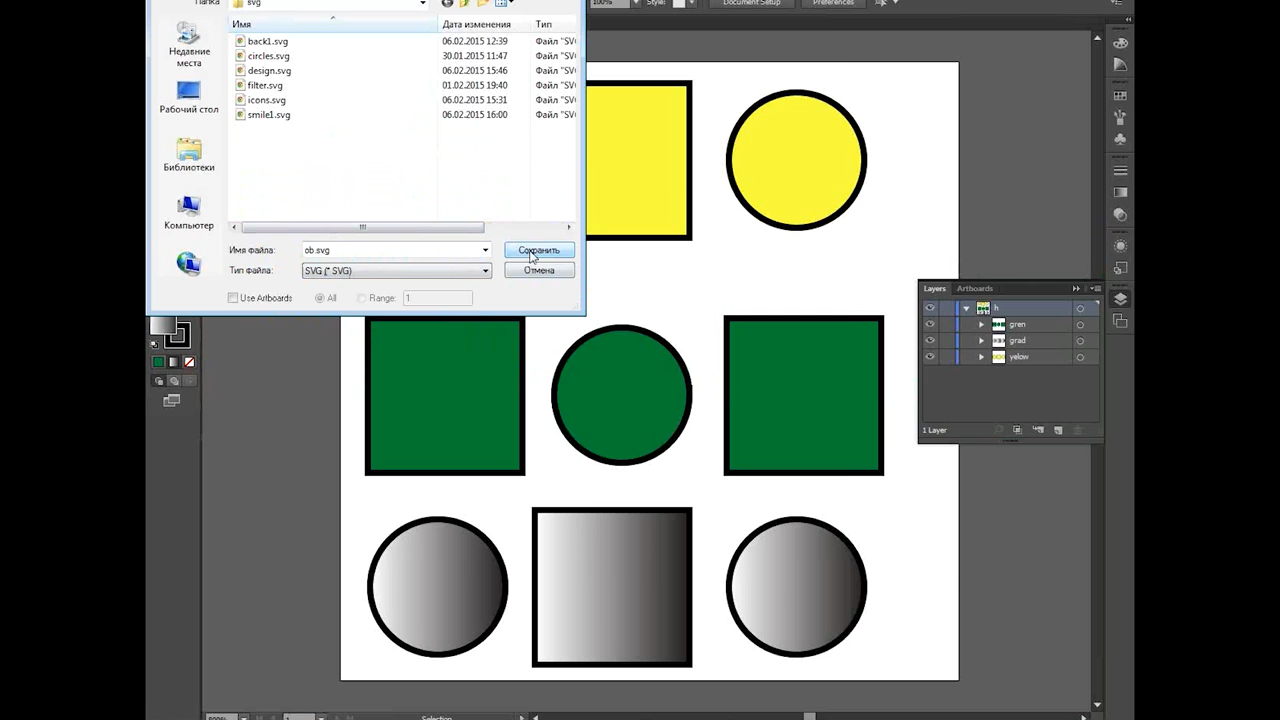 Папка svg
100% Style: Document Setup Preferences
Имя Дата изменения Тип
back1.svg 06.02.2015 12:39 Файл "SV
circles.svg 30.01.2015 11:47 Файл "SV
design.svg 06.02.2015 15:46 Файл "SV
filter.svg 01.02.2015 19:40 Файл "SV
icons.svg 06.02.2015 15:31 Файл "SV
smile1.svg 06.02.2015 16:00 Файл "SV
Недавние
места
Рабочий стол
Библиотеки
Компьютер
Имя файла: ob.svg Сохранить
Тип файла: SVG (*.SVG) Отмена
Use Artboards All Range: 1
Layers Artboards
h
gren
grad
yelow
1 Layer
Selection